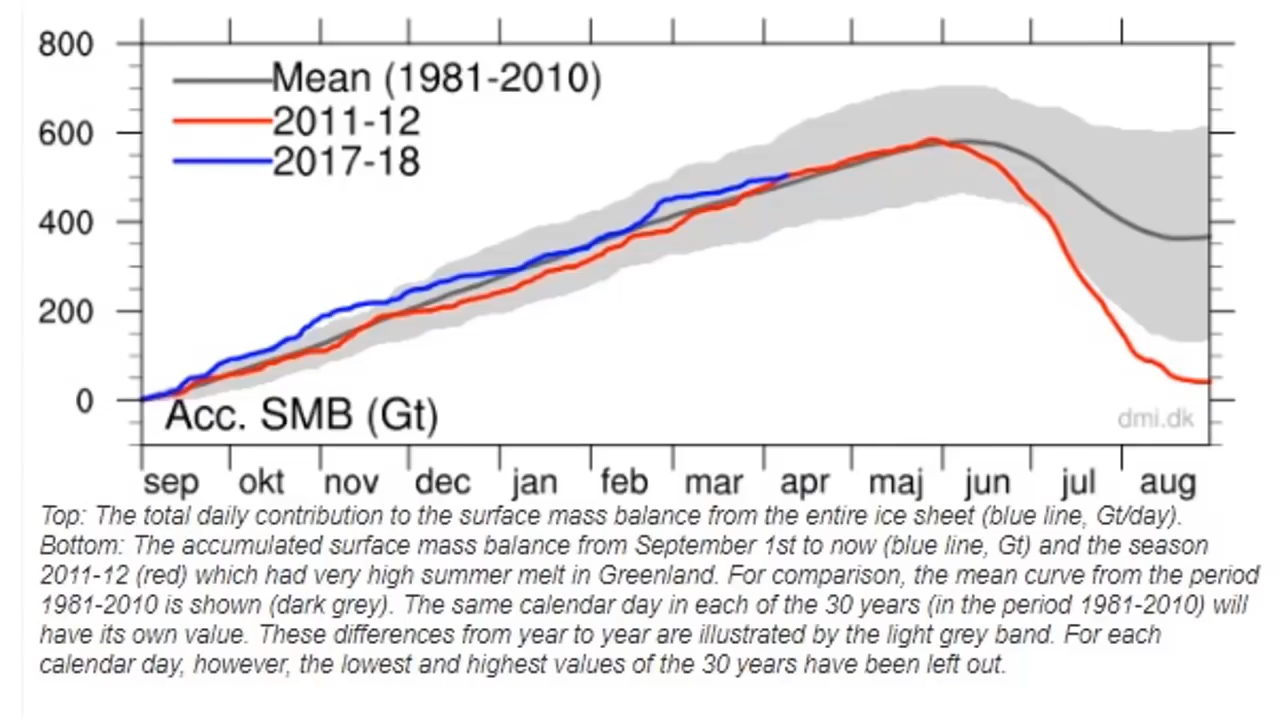 800
Mean (1981-2010)
2011-12
600
2017-18
400
200
0
Acc. SMB (Gt)
dmi.dk
sep okt nov dec jan feb mar apr maj jun jul aug
Top: The total daily contribution to the surface mass balance from the entire ice sheet (blue line, Gt/day).
Bottom: The accumulated surface mass balance from September 1st to now (blue line, Gt) and the season
2011-12 (red) which had very high summer melt in Greenland. For comparison, the mean curve from the period
1981-2010 is shown (dark grey). The same calendar day in each of the 30 years (in the period 1981-2010) will
have its own value. These differences from year to year are illustrated by the light grey band. For each
calendar day, however, the lowest and highest values of the 30 years have been left out.